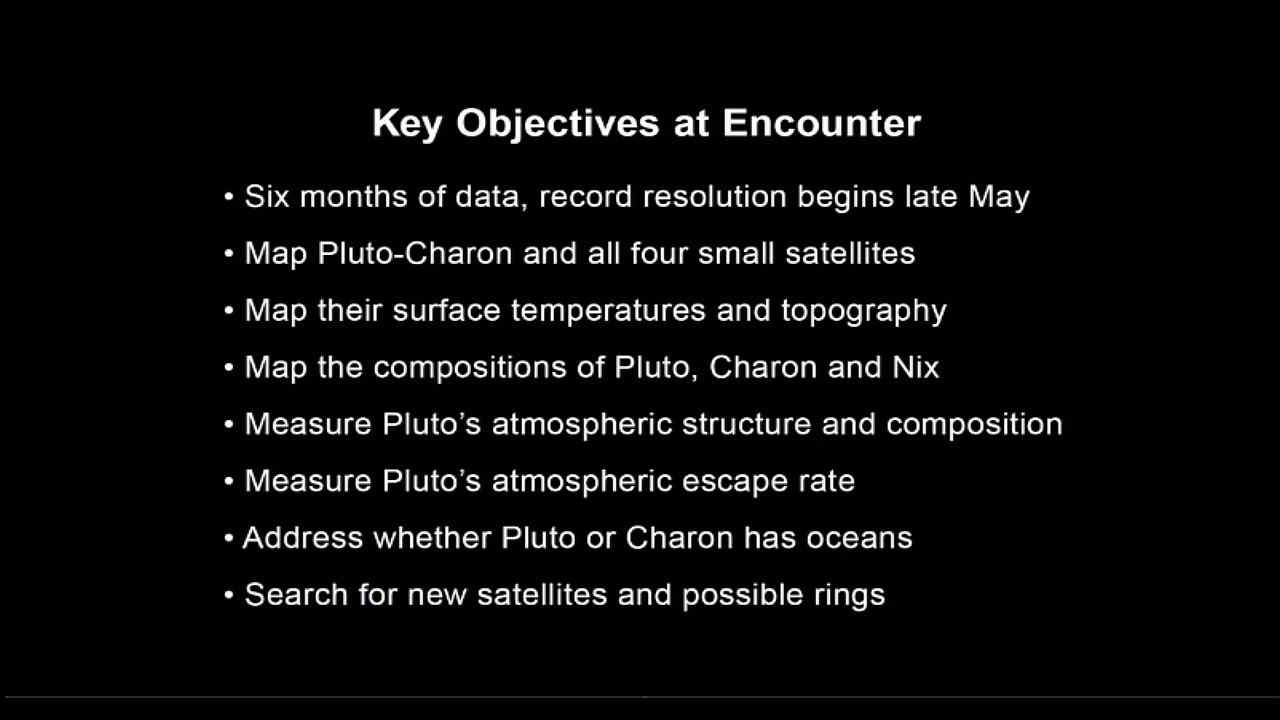 Key Objectives at Encounter
• Six months of data, record resolution begins late May
• Map Pluto-Charon and all four small satellites
• Map their surface temperatures and topography
• Map the compositions of Pluto, Charon and Nix
• Measure Pluto’s atmospheric structure and composition
• Measure Pluto’s atmospheric escape rate
• Address whether Pluto or Charon has oceans
• Search for new satellites and possible rings